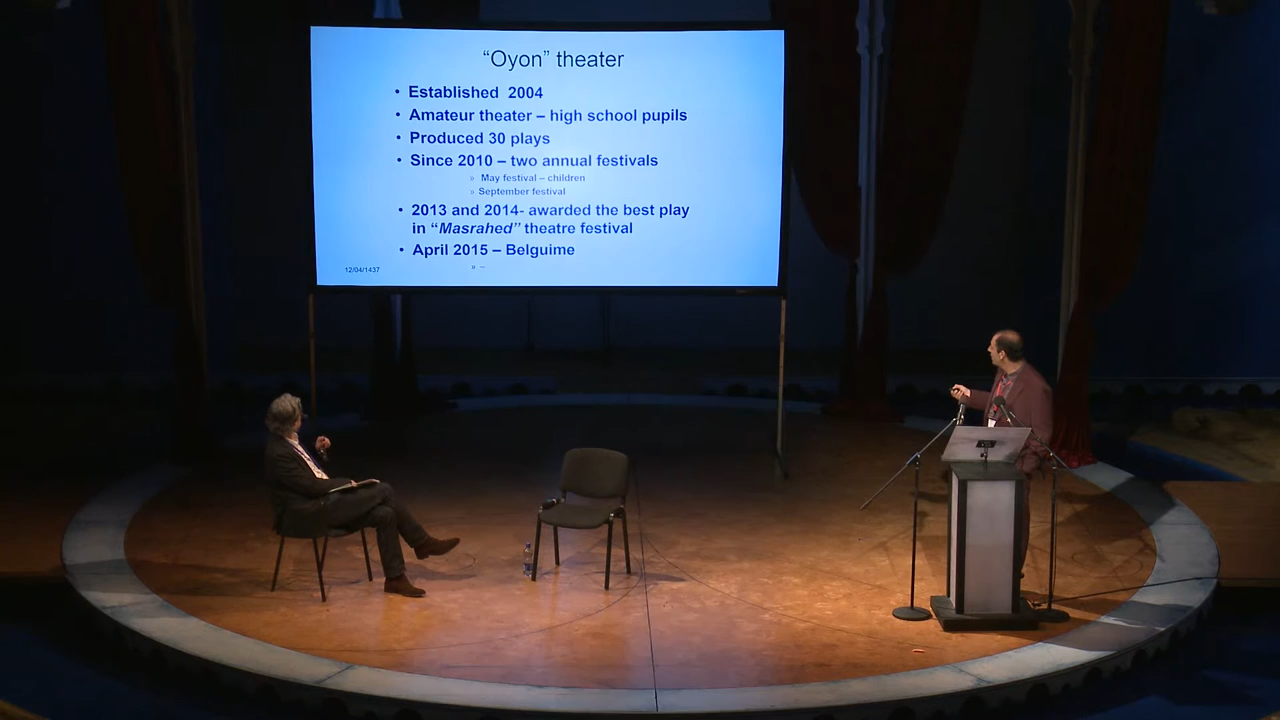 “Oyon” theater
• Established 2004
• Amateur theater – high school pupils
• Produced 30 plays
• Since 2010 – two annual festivals
» May festival – children
» September festival
• 2013 and 2014- awarded the best play
in “Masrahed” theatre festival
• April 2015 – Belguime
» --
12/04/1437